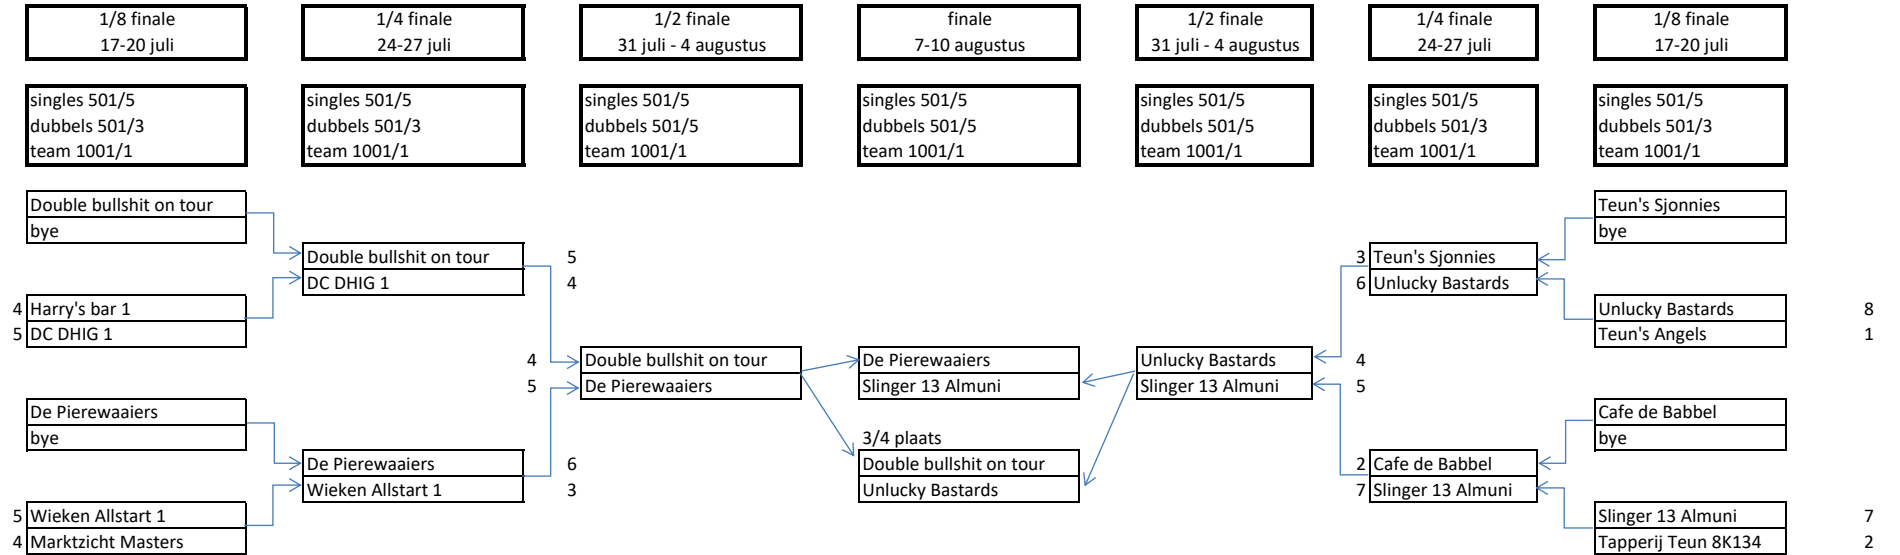 1/8 finale
17-20 juli
1/4 finale
24-27 juli
1/2 finale
31 juli - 4 augustus
finale
7-10 augustus
1/2 finale
31 juli - 4 augustus
1/4 finale
24-27 juli
1/8 finale
17-20 juli
singles 501/5
dubbels 501/3
team 1001/1
singles 501/5
dubbels 501/3
team 1001/1
singles 501/5
dubbels 501/5
team 1001/1
singles 501/5
dubbels 501/5
team 1001/1
singles 501/5
dubbels 501/5
team 1001/1
singles 501/5
dubbels 501/3
team 1001/1
singles 501/5
dubbels 501/3
team 1001/1
Double bullshit on tour
bye
4 Harry's bar 1
5 DC DHIG 1
De Pierewaaiers
bye
5 Wieken Allstart 1
4 Marktzicht Masters
Double bullshit on tour 5
DC DHIG 1 4
De Pierewaaiers 6
Wieken Allstart 1 3
4 Double bullshit on tour
5 De Pierewaaiers
De Pierewaaiers
Slinger 13 Almuni
3/4 plaats
Double bullshit on tour
Unlucky Bastards
Unlucky Bastards 4
Slinger 13 Almuni 5
3 Teun's Sjonnies
6 Unlucky Bastards
2 Cafe de Babbel
7 Slinger 13 Almuni
Teun's Sjonnies
bye
Unlucky Bastards 8
Teun's Angels 1
Cafe de Babbel
bye
Slinger 13 Almuni 7
Tapperij Teun 8K134 2